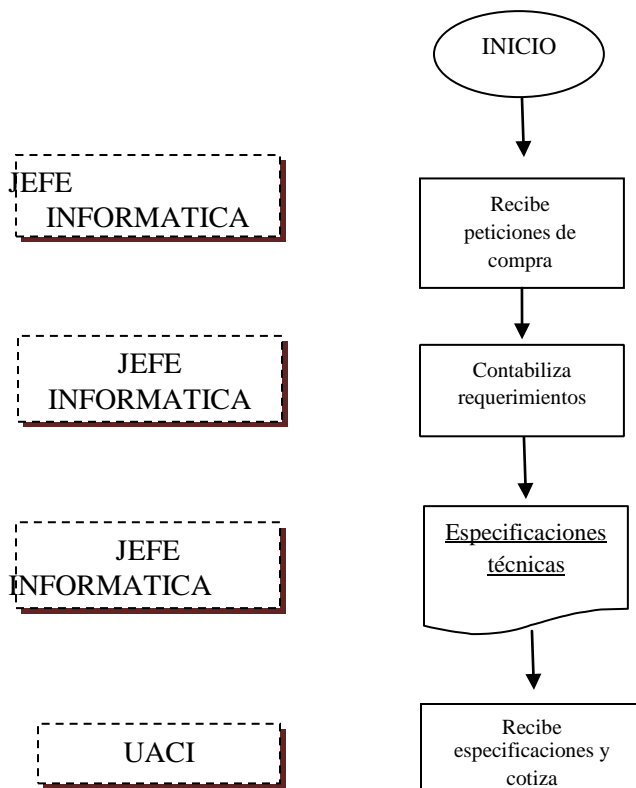 INICIO
JEFE
INFORMATICA
Recibe
peticiones de
compra
JEFE
INFORMATICA
Contabiliza
requerimientos
JEFE
INFORMATICA
Especificaciones
técnicas
UACI
Recibe
especificaciones y
cotiza